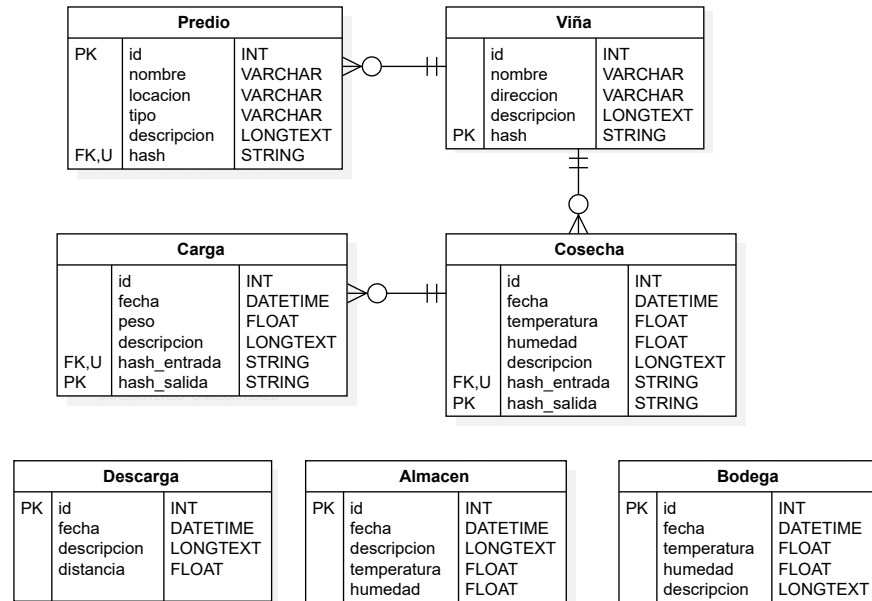 Predio
PK id INT
nombre VARCHAR
locacion VARCHAR
tipo VARCHAR
descripcion LONGTEXT
FK,U hash STRING
Viña
id INT
nombre VARCHAR
direccion VARCHAR
descripcion LONGTEXT
PK hash STRING
Carga
id INT
fecha DATETIME
peso FLOAT
descripcion LONGTEXT
FK,U hash_entrada STRING
PK hash_salida STRING
Cosecha
id INT
fecha DATETIME
temperatura FLOAT
humedad FLOAT
descripcion LONGTEXT
FK,U hash_entrada STRING
PK hash_salida STRING
Descarga
PK id INT
fecha DATETIME
descripcion LONGTEXT
distancia FLOAT
Almacen
PK id INT
fecha DATETIME
descripcion LONGTEXT
temperatura FLOAT
humedad FLOAT
Bodega
PK id INT
fecha DATETIME
temperatura FLOAT
humedad FLOAT
descripcion LONGTEXT